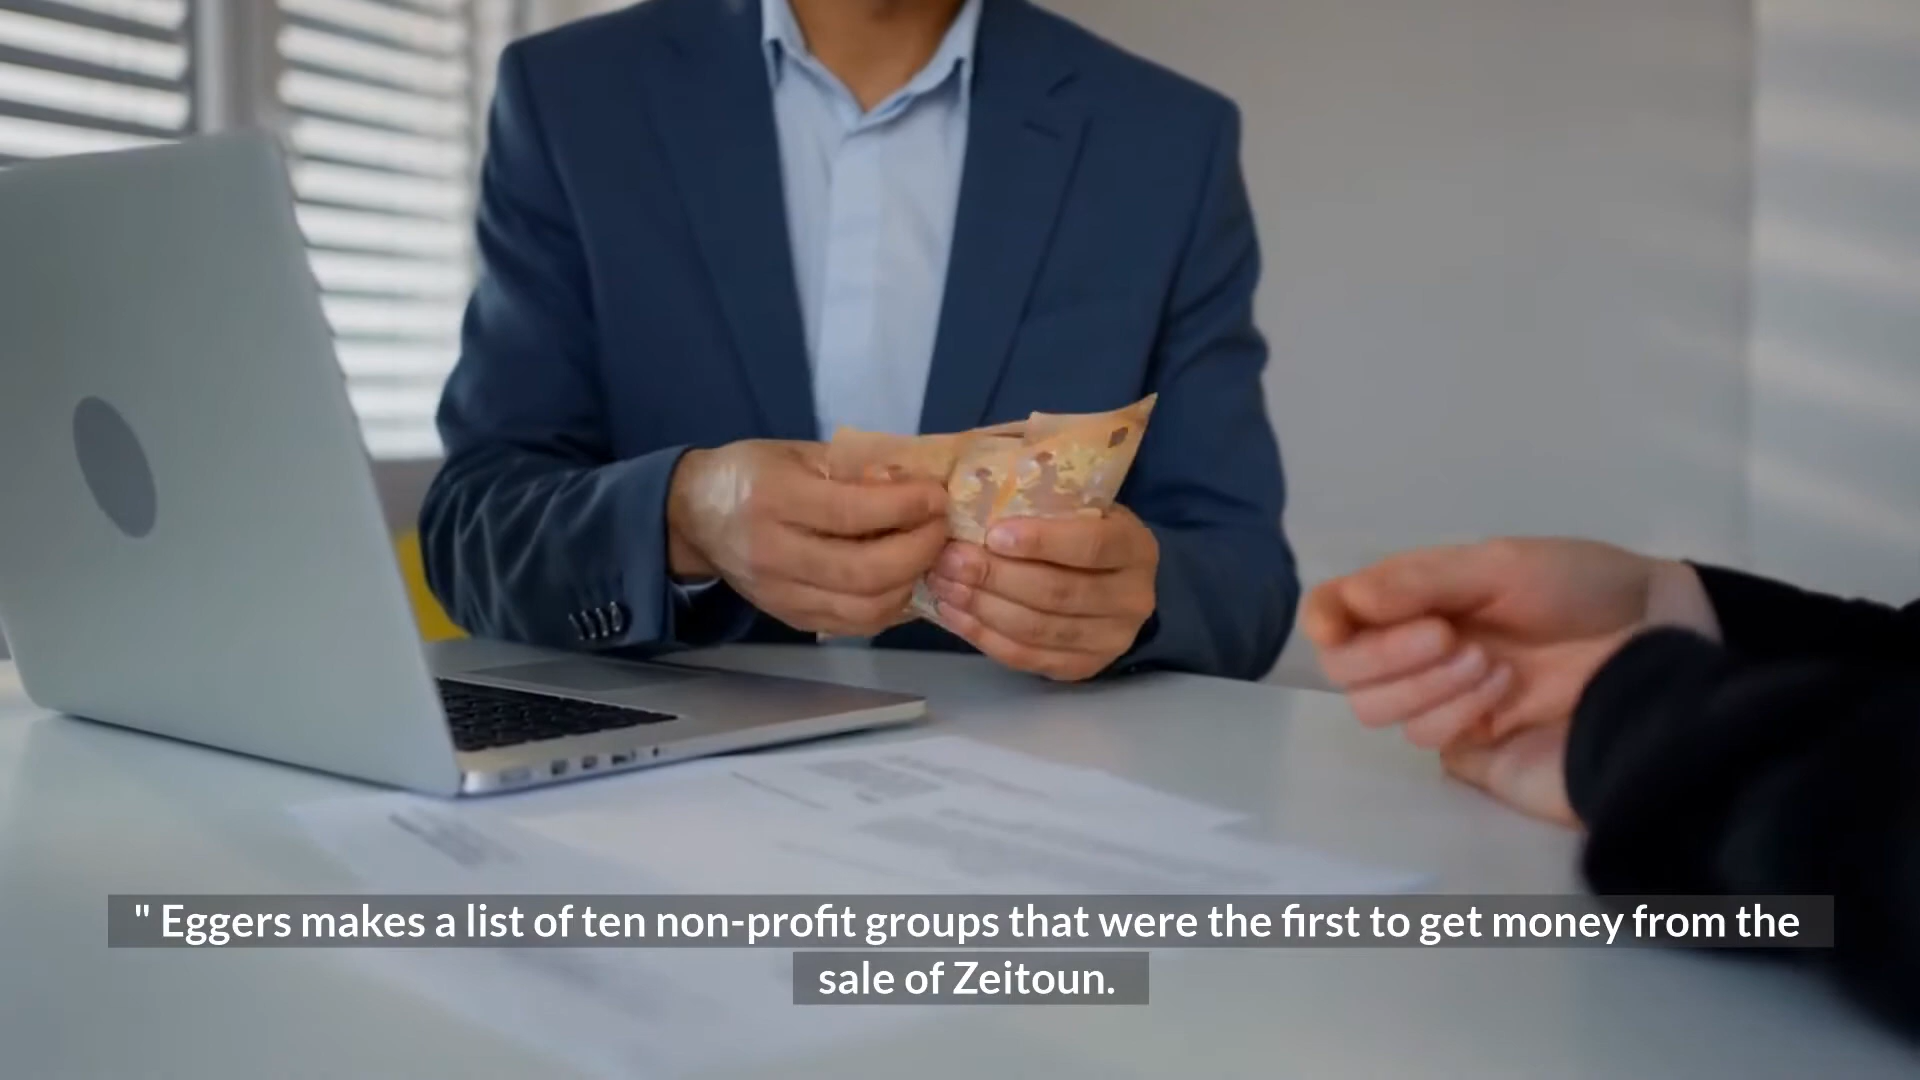 " Eggers makes a list of ten non-profit groups that were the first to get money from the
sale of Zeitoun.